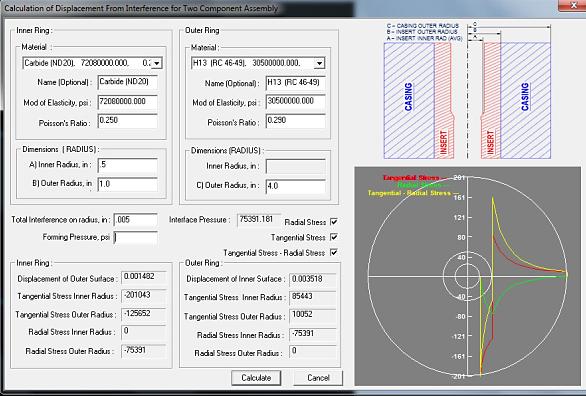 Calculation of Displacement From Interference for Two Component Assembly
Inner Ring :
Material :
Carbide (ND20), 72080000.000, 0.2
Name (Optional) : Carbide (ND20)
Mod of Elasticity, psi : 72080000.000
Poisson's Ratio : 0.250
Dimensions ( RADIUS) :
A) Inner Radius, in : .5
B) Outer Radius, in 1.0
Outer Ring
Material :
H13 (RC 46-49), 30500000.000,
Name (Optional) : H13 (RC 46-49)
Mod of Elasticity, psi : 30500000.000
Poisson's Ratio : 0.290
Dimensions (RADIUS) :
Inner Radius, in :
C) Outer Radius, in : 4.0
Total Interference on radius, in : .005
Forming Pressure, psi
Interface Pressure : 75391.181
Radial Stress
Tangential Stress
Tangential Stress - Radial Stress
Inner Ring :
Displacement of Outer Surface : 0.001482
Tangential Stress Inner Radius : -201043
Tangential Stress Outer Radius : -125652
Radial Stress Inner Radius : 0
Radial Stress Outer Radius : -75391
Outer Ring :
Displacement of Inner Surface : 0.003518
Tangential Stress Inner Radius : 85443
Tangential Stress Outer Radius : 10052
Radial Stress Inner Radius : -75391
Radial Stress Outer Radius : 0
Calculate
Cancel
C - CASING OUTER RADIUS
B - INSERT OUTER RADIUS
A - INSERT INNER RAD (AVG)
C
B
A
CASING
INSERT
INSERT
CASING
Tangential Stress ---
Radial Stress ---
Tangential - Radial Stress ---
201
161
121
80
40
-40
-80
-121
-161
-201